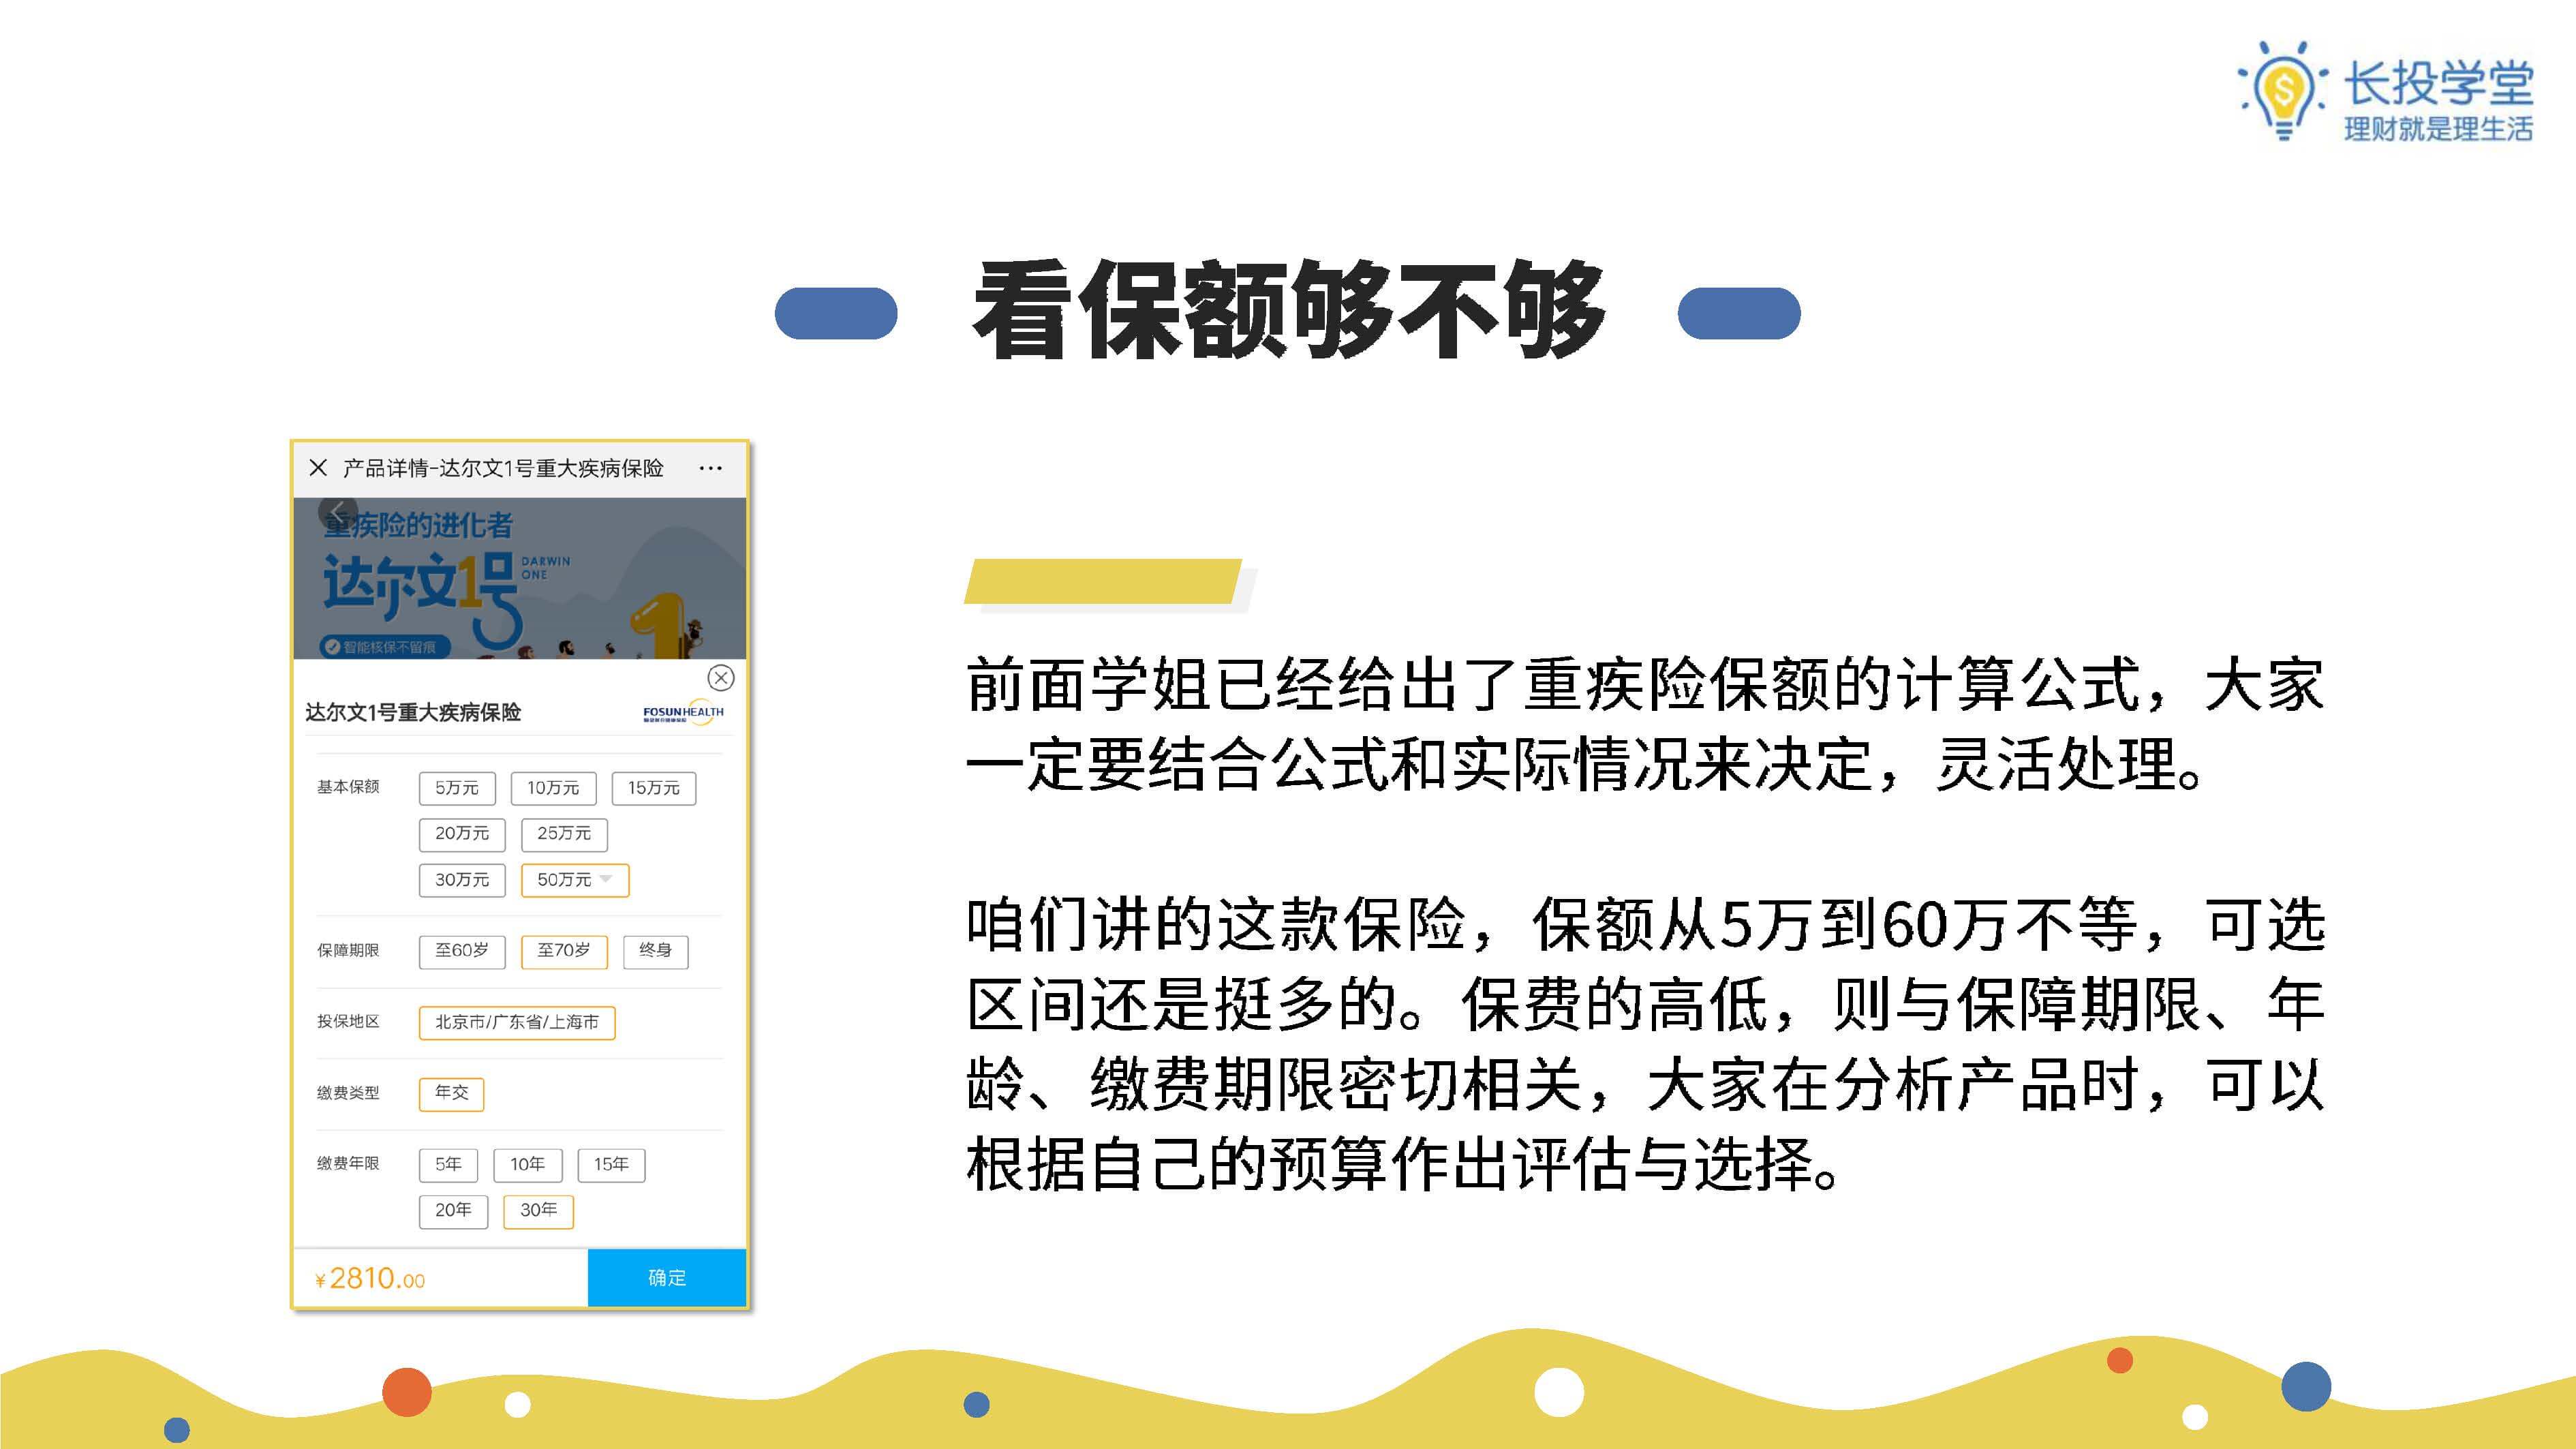 长投学堂
理财就是理生活
看保额够不够
产品详情-达尔文1号重大疾病保险
重疾险的进化者
达尔文1号
DARWIN
ONE
智能核保不留痕
达尔文1号重大疾病保险
FOSUNHEALTH
基本保额 5万元 10万元 15万元
20万元 25万元
30万元 50万元
保障期限 至60岁 至70岁 终身
投保地区 北京市/广东省/上海市
缴费类型 年交
缴费年限 5年 10年 15年
20年 30年
¥2810.00 确定
前面学姐已经给出了重疾险保额的计算公式，大家
一定要结合公式和实际情况来决定，灵活处理。
咱们讲的这款保险，保额从5万到60万不等，可选
区间还是挺多的。保费的高低，则与保障期限、年
龄、缴费期限密切相关，大家在分析产品时，可以
根据自己的预算作出评估与选择。